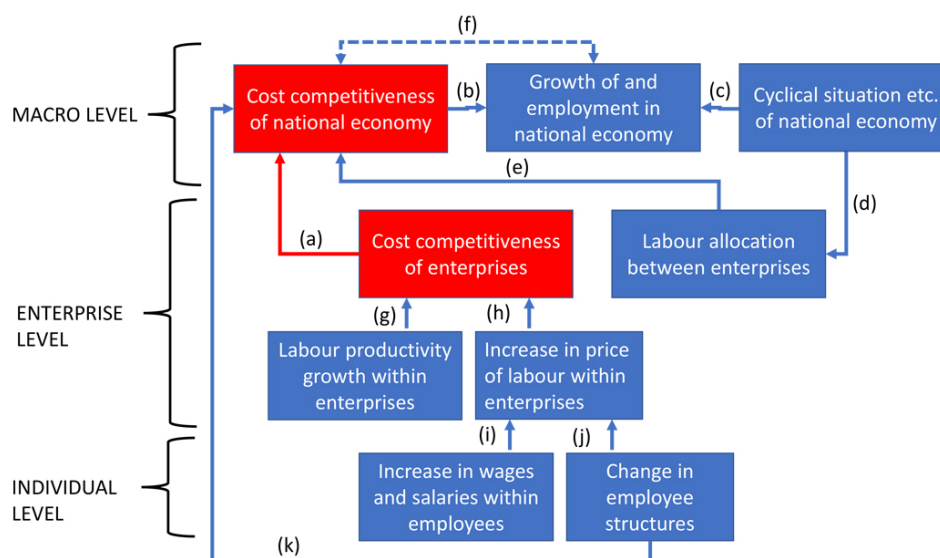 (f)
MACRO LEVEL
Cost competitiveness
of national economy
(b)
Growth of and
employment in
national economy
(c)
Cyclical situation etc.
of national economy
(e)
(d)
(a)
Cost competitiveness
of enterprises
Labour allocation
between enterprises
ENTERPRISE
LEVEL
(g)
(h)
Labour productivity
growth within
enterprises
Increase in price
of labour within
enterprises
(i)
(j)
INDIVIDUAL
LEVEL
Increase in wages
and salaries within
employees
Change in
employee
structures
(k)